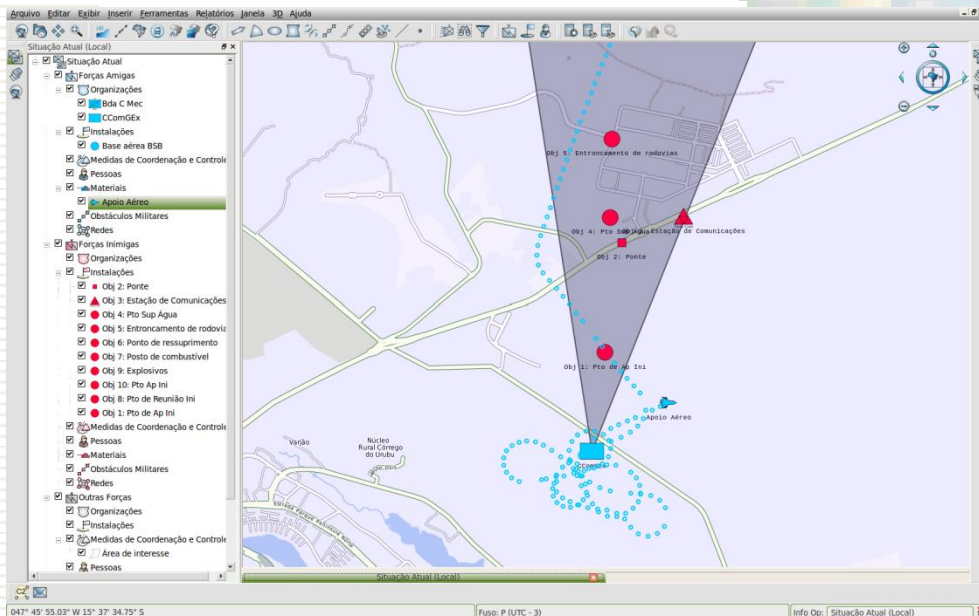 Arquivo Editar Exibir Inserir Ferramentas Relatórios Janela 3D Ajuda
Situação Atual (Local)
Situação Atual
Forças Amigas
Organizações
Bda C Mec
CComGEx
Instalações
Base aérea BSB
Medidas de Coordenação e Controle
Pessoas
Materiais
Apoio Aéreo
Obstáculos Militares
Redes
Forças Inimigas
Organizações
Instalações
Obj 2: Ponte
Obj 3: Estação de Comunicações
Obj 4: Pto Sup Água
Obj 5: Entroncamento de rodovia
Obj 6: Ponto de ressuprimento
Obj 7: Posto de combustível
Obj 9: Explosivos
Obj 10: Pto Ap Ini
Obj 8: Pto de Reunião Ini
Obj 1: Pto de Ap Ini
Medidas de Coordenação e Controle
Pessoas
Materiais
Obstáculos Militares
Redes
Outras Forças
Organizações
Instalações
Medidas de Coordenação e Controle
Área de interesse
Pessoas
Obj 5: Entroncamento de rodovias
Obj 4: Pto Sup Água
Estação de Comunicações
Obj 2: Ponte
Obj 1: Pto de Ap Ini
Apoio Aéreo
CComGEx
Varjão
Núcleo
Rural Córrego
do Urubu
Estrada Parque Península Norte
Situação Atual (Local)
C2
047° 45' 55.03" W 15° 37' 34.75" S
Fuso: P (UTC - 3)
Info Op: Situação Atual (Local)